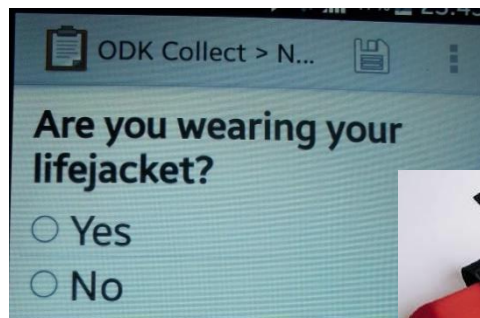 ODK Collect > N...
Are you wearing your
lifejacket?
Yes
No